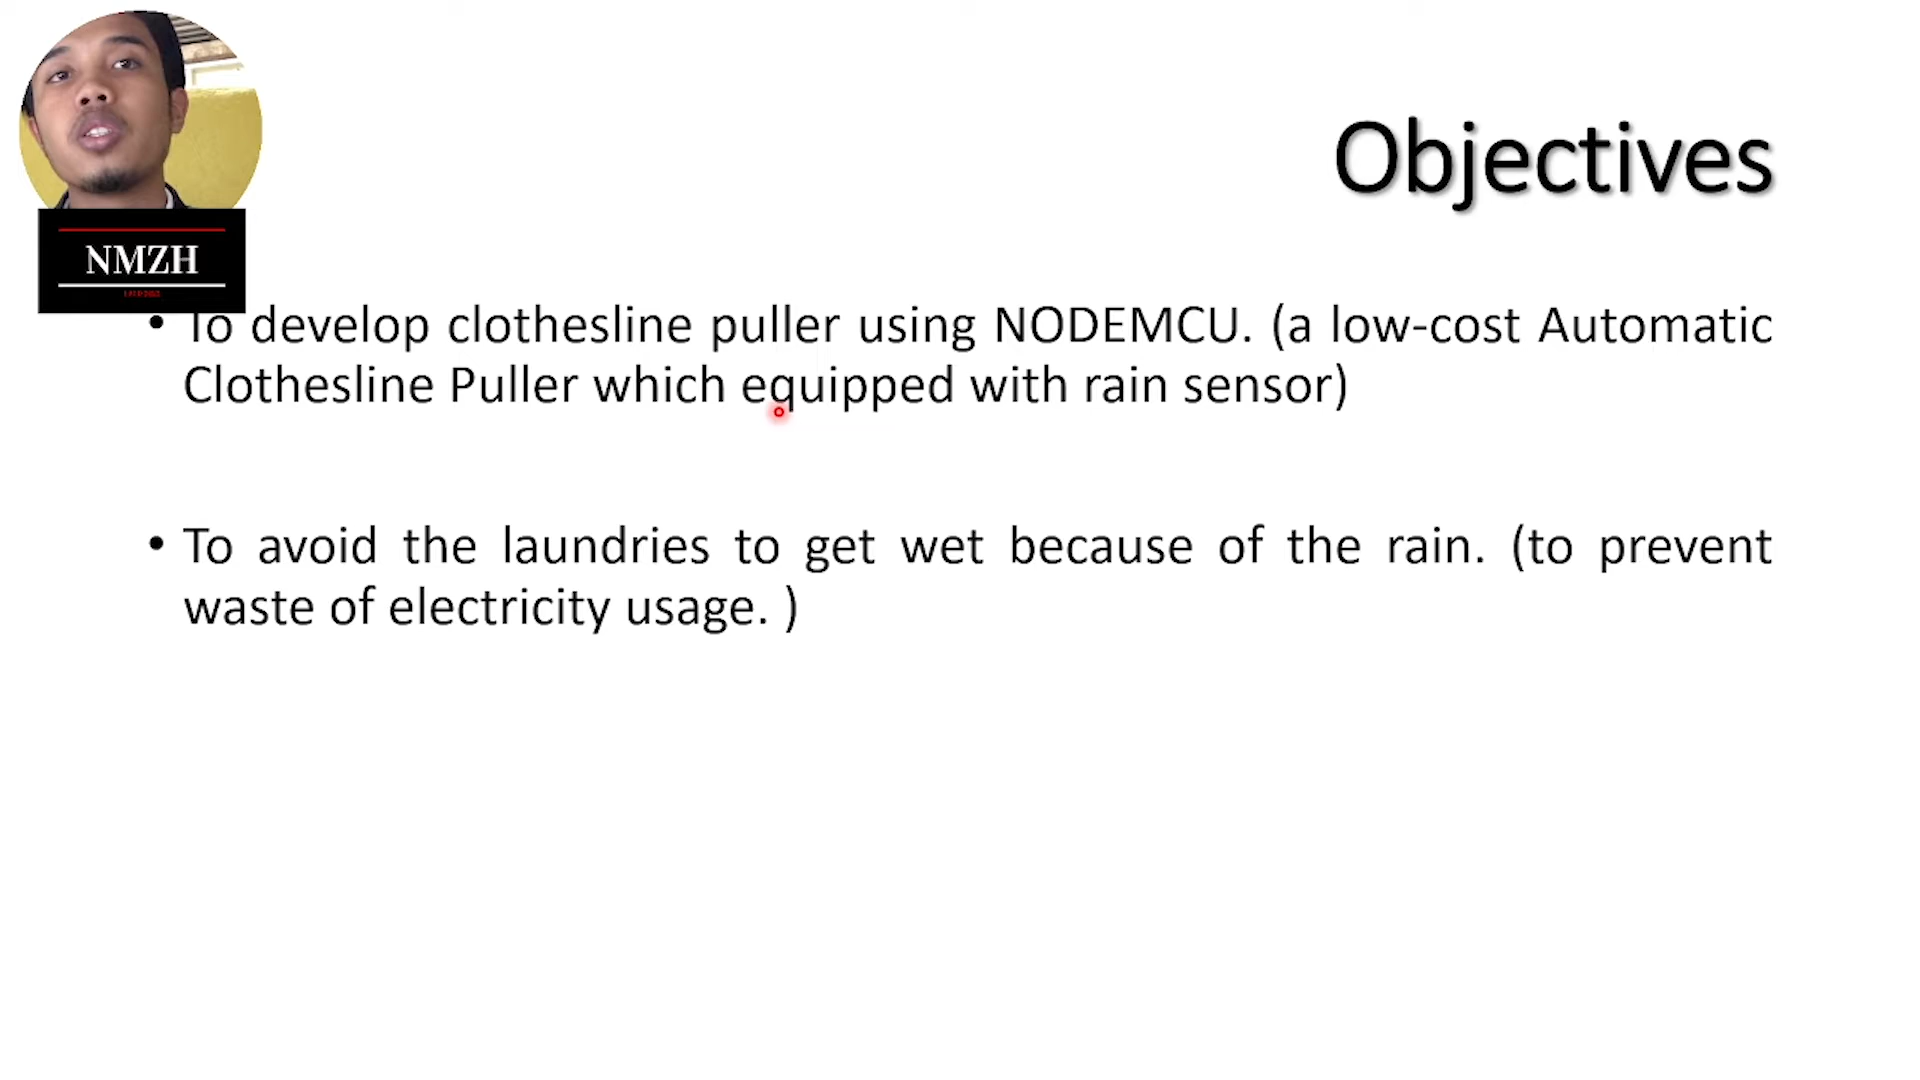 Objectives
NMZH
• To develop clothesline puller using NODEMCU. (a low-cost Automatic
Clothesline Puller which equipped with rain sensor)
• To avoid the laundries to get wet because of the rain. (to prevent
waste of electricity usage. )